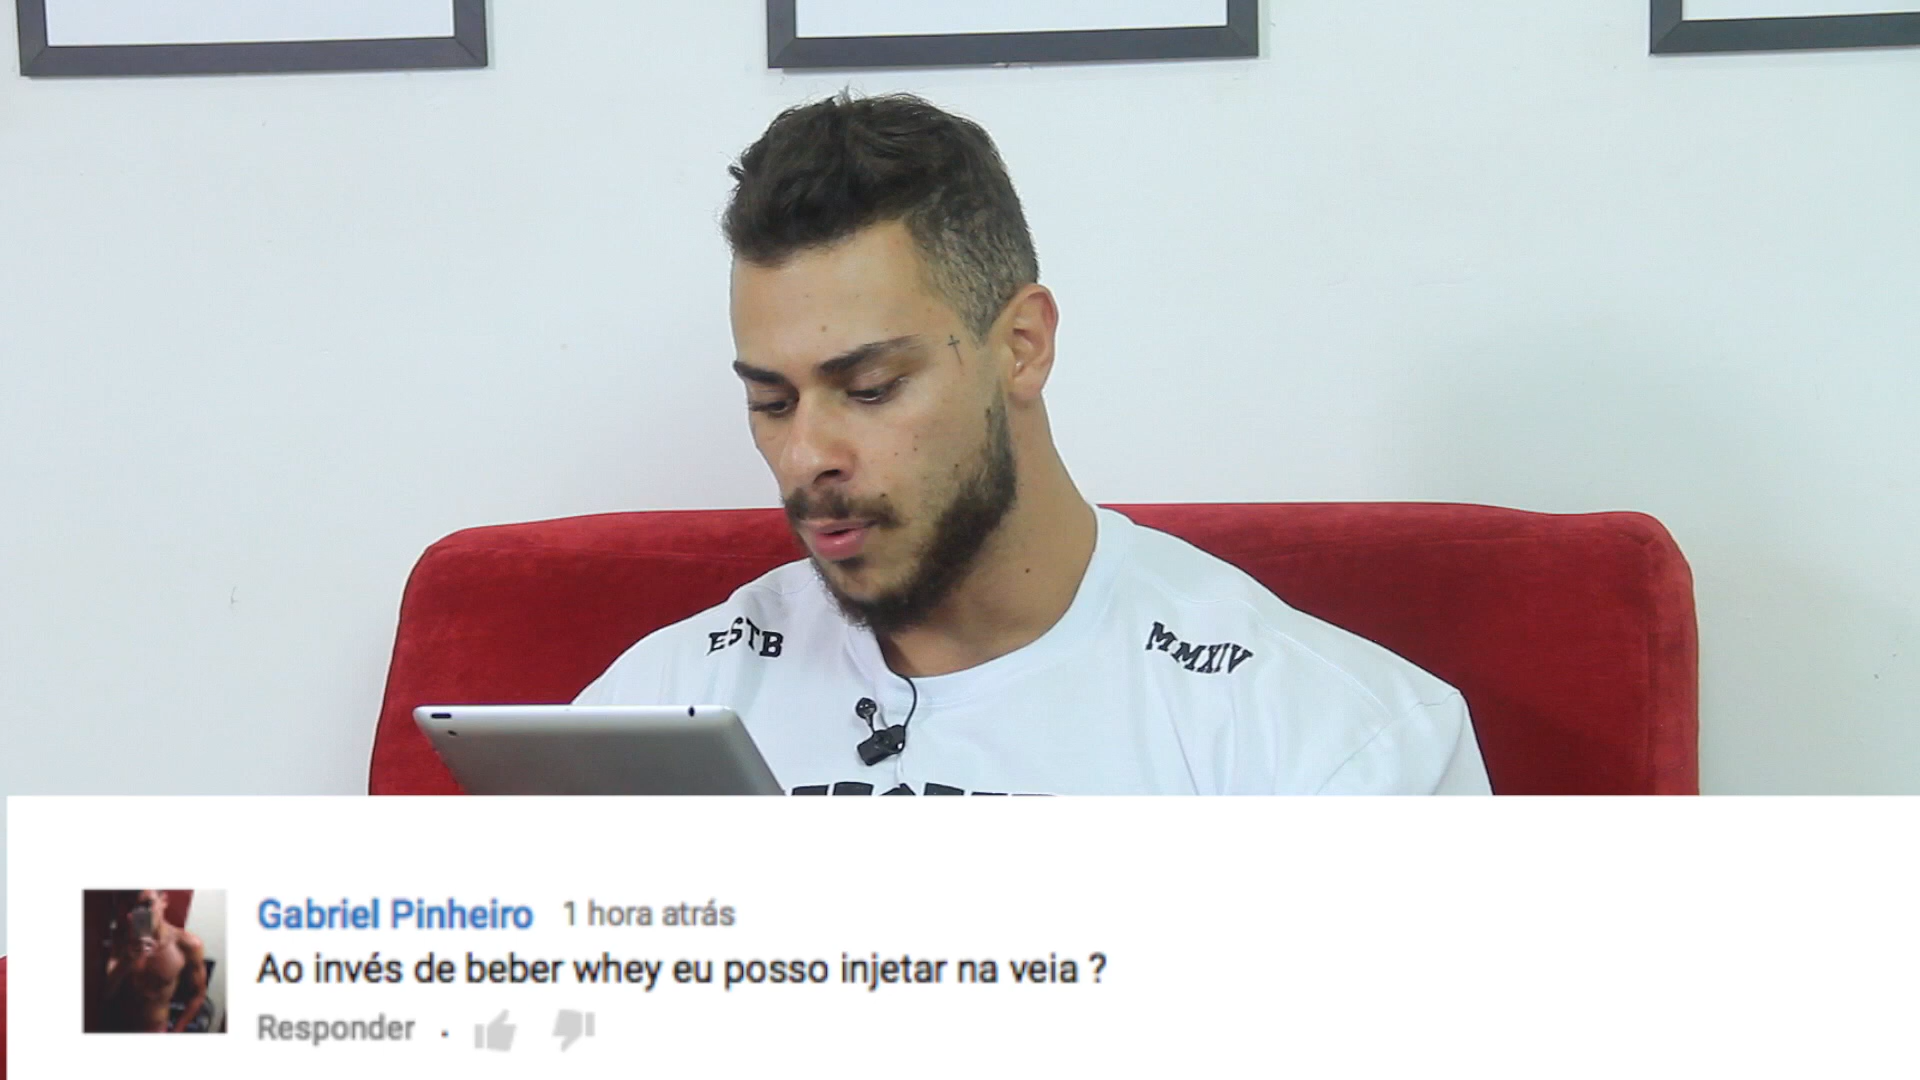 ESTB
MMXIV
Gabriel Pinheiro 1 hora atrás
Ao invés de beber whey eu posso injetar na veia ?
Responder .